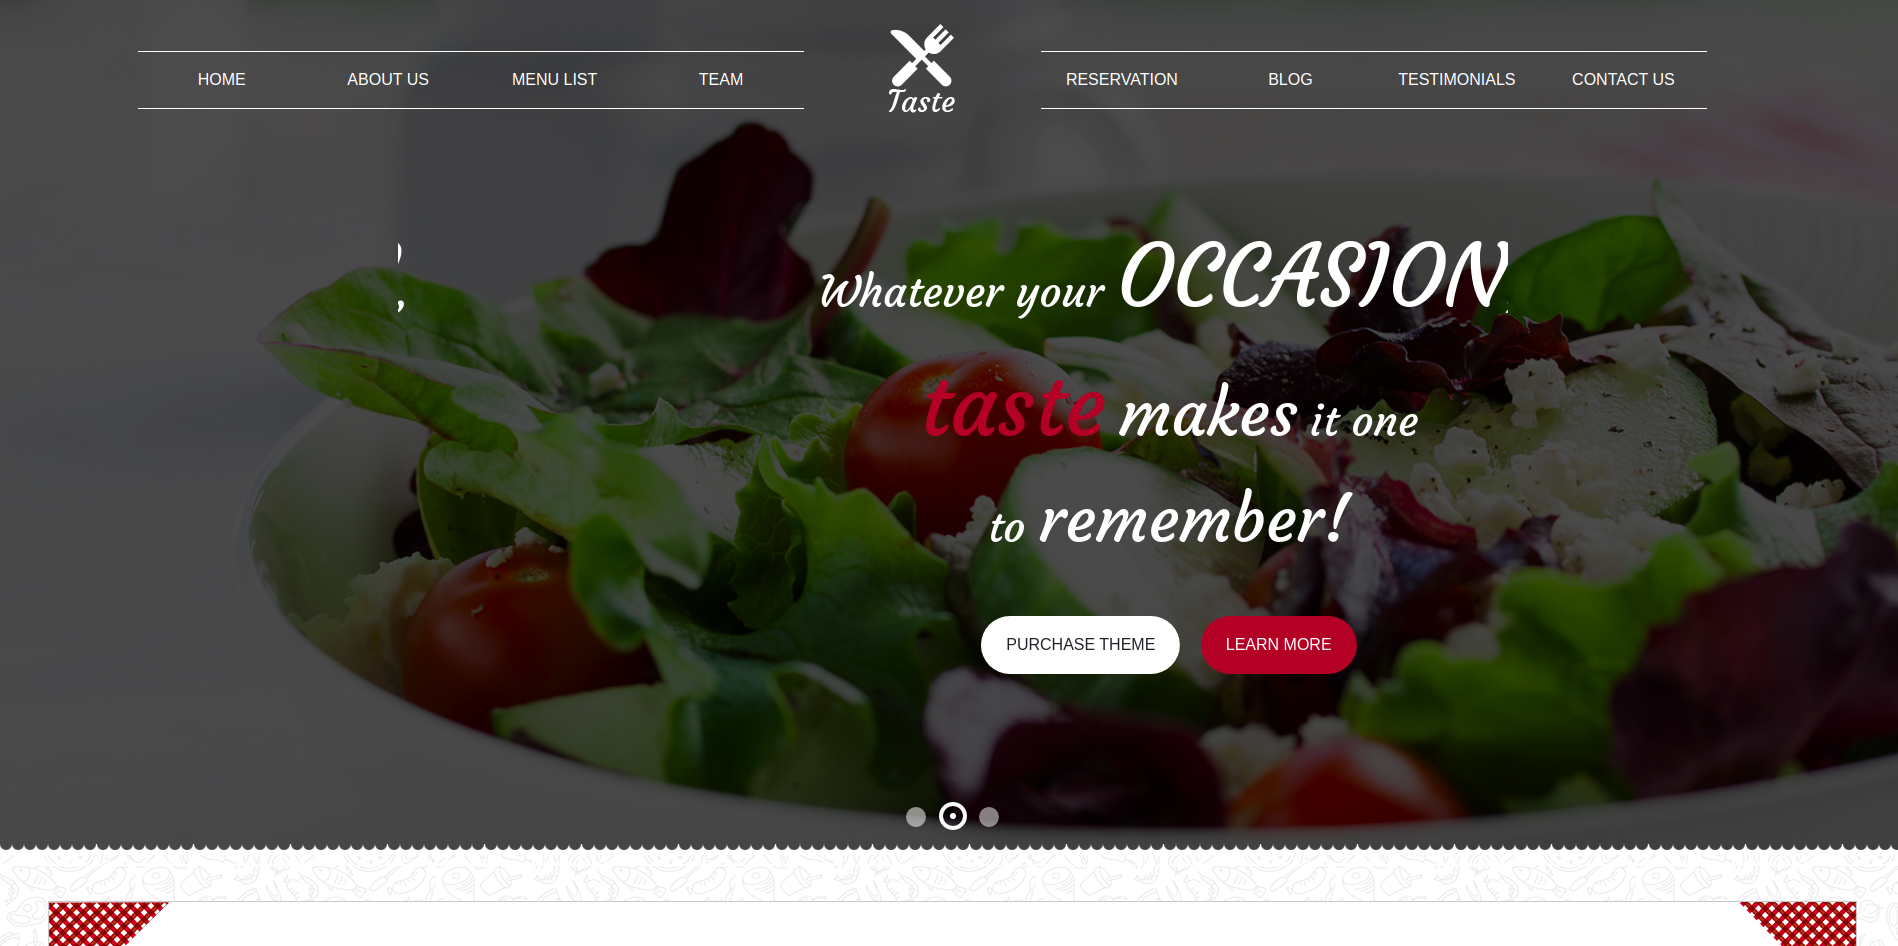 HOME ABOUT US MENU LIST TEAM
Taste
RESERVATION BLOG TESTIMONIALS CONTACT US
Whatever your OCCASION,
taste makes it one
to remember!
PURCHASE THEME LEARN MORE